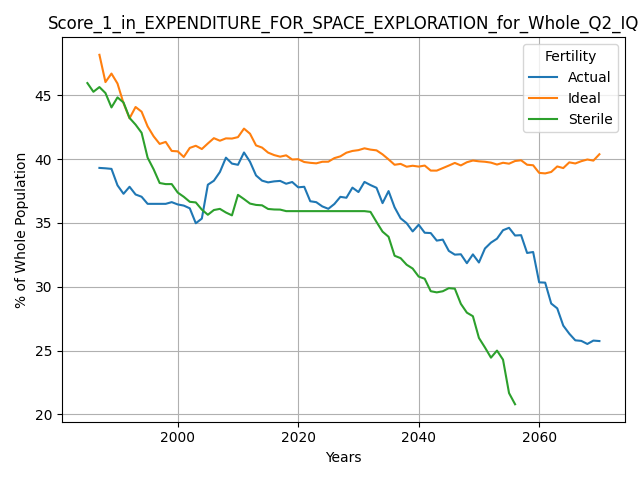 Score_1_in_EXPENDITURE_FOR_SPACE_EXPLORATION_for_Whole_Q2_IQ
Fertility
Actual
Ideal
Sterile
% of Whole Population
45
40
35
30
25
20
2000 2020 2040 2060
Years